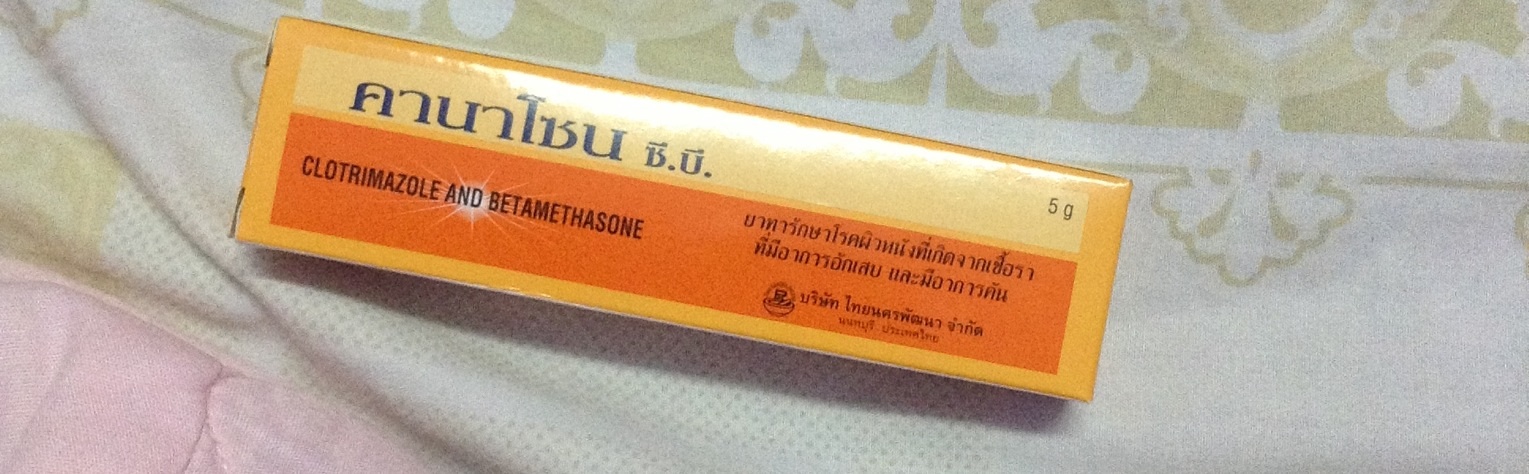 คานาโซน ซี.บี.
CLOTRIMAZOLE AND BETAMETHASONE
5 g
ยาทารักษาโรคผิวหนังที่เกิดจากเชื้อรา
ที่มีอาการอักเสบ และมีอาการคัน
บริษัท ไทยนครพัฒนา จำกัด
นนทบุรี ประเทศไทย